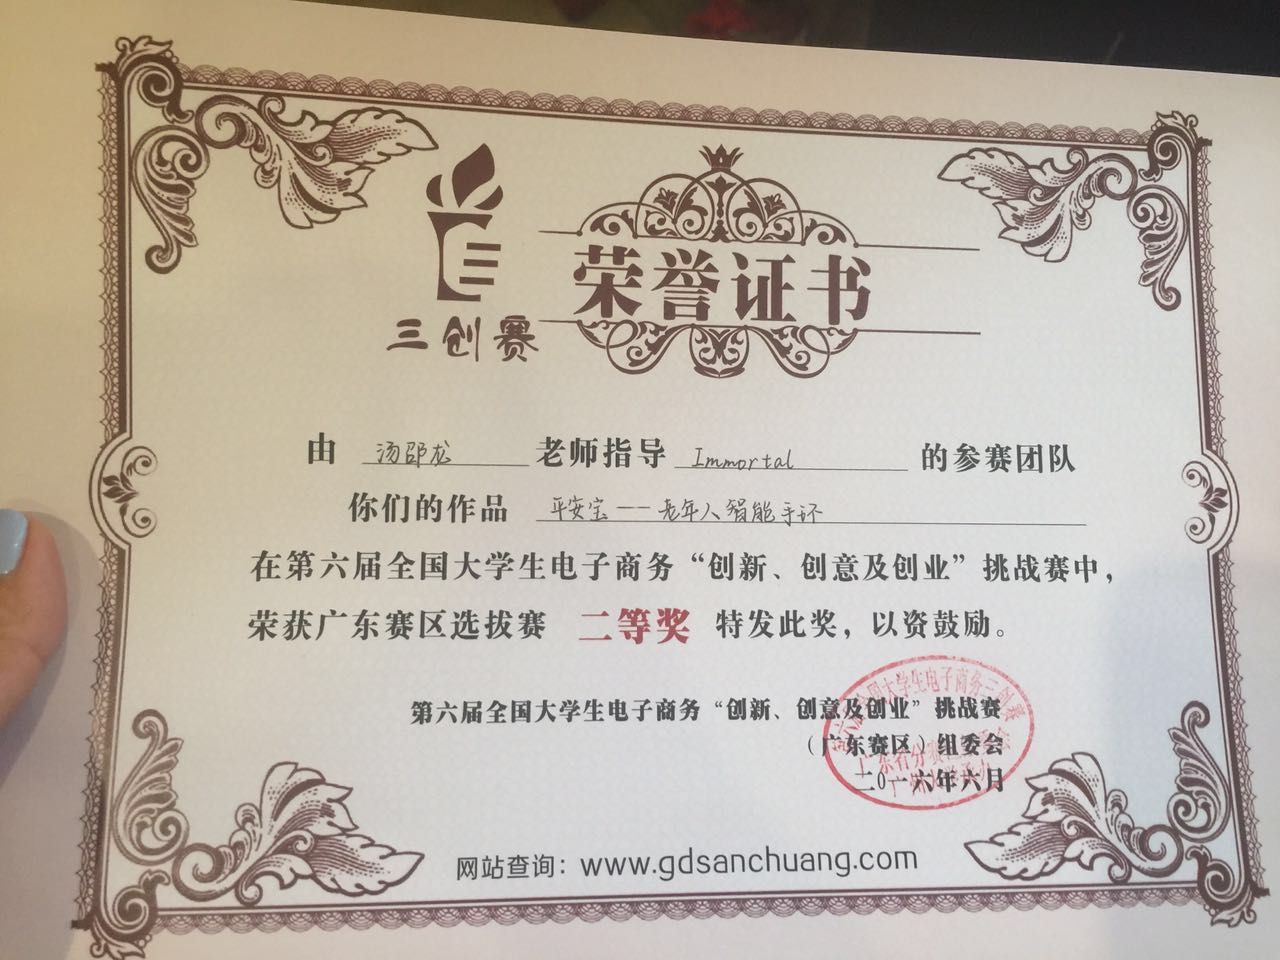 三创赛
荣誉证书
由 汤邵龙 老师指导 Immortal 的参赛团队
你们的作品 平安宝——老年人智能手环
在第六届全国大学生电子商务“创新、创意及创业”挑战赛中，
荣获广东赛区选拔赛 二等奖 特发此奖，以资鼓励。
第六届全国大学生电子商务“创新、创意及创业”挑战赛
（广东赛区）组委会
二0一六年六月
网站查询：www.gdsanchuang.com